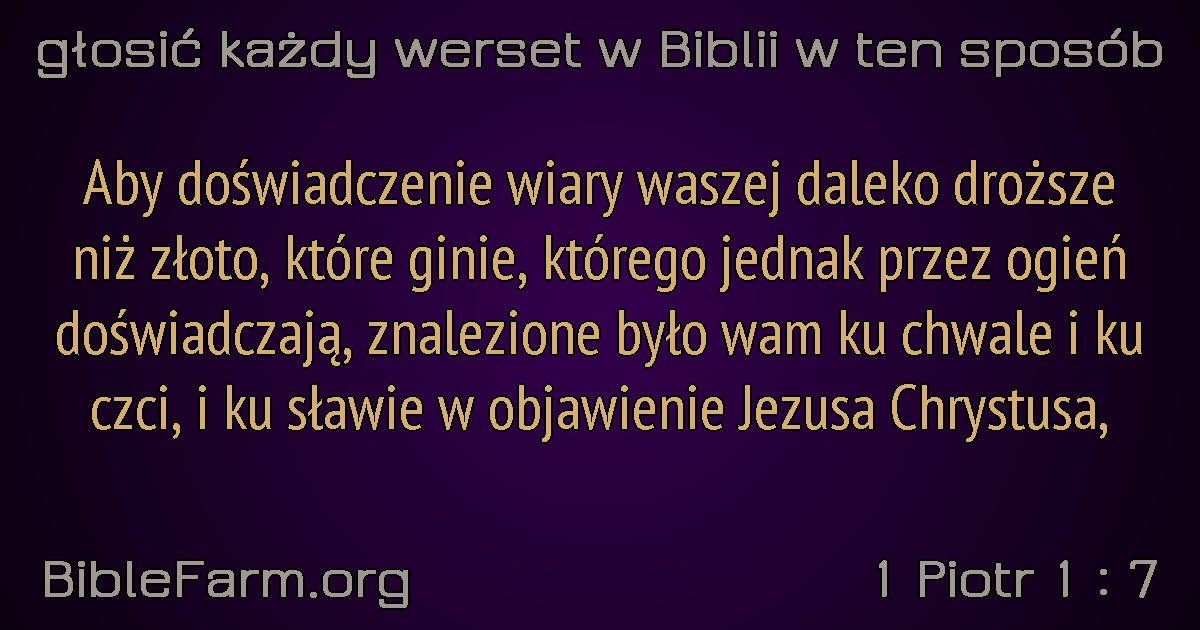 głosić każdy werset w Biblii w ten sposób
Aby doświadczenie wiary waszej daleko droższe
niż złoto, które ginie, którego jednak przez ogień
doświadczają, znalezione było wam ku chwale i ku
czci, i ku sławie w objawienie Jezusa Chrystusa,
BibleFarm.org
1 Piotr 1 : 7